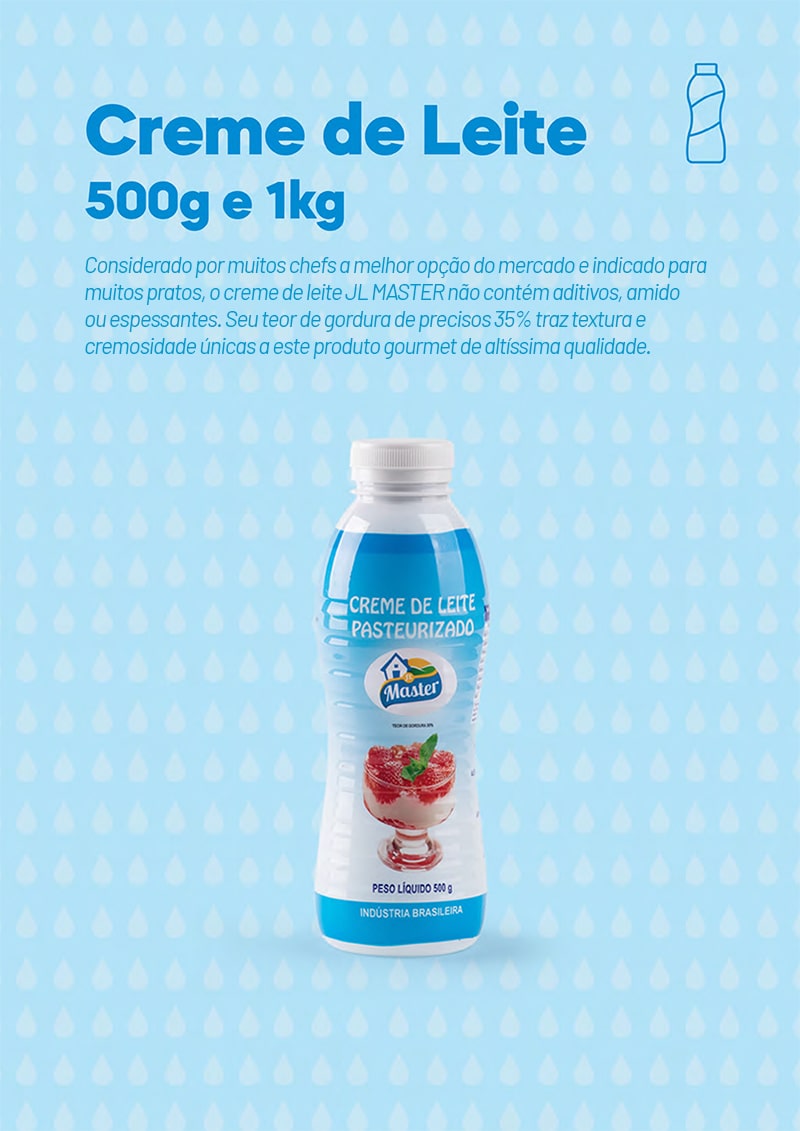 Creme de Leite
500g e 1kg
Considerado por muitos chefs a melhor opção do mercado e indicado para
muitos pratos, o creme de leite JL MASTER não contém aditivos, amido
ou espessantes. Seu teor de gordura de precisos 35% traz textura e
cremosidade únicas a este produto gourmet de altíssima qualidade.
CREME DE LEITE
PASTEURIZADO
JL
Master
PESO LÍQUIDO 500 g
INDÚSTRIA BRASILEIRA